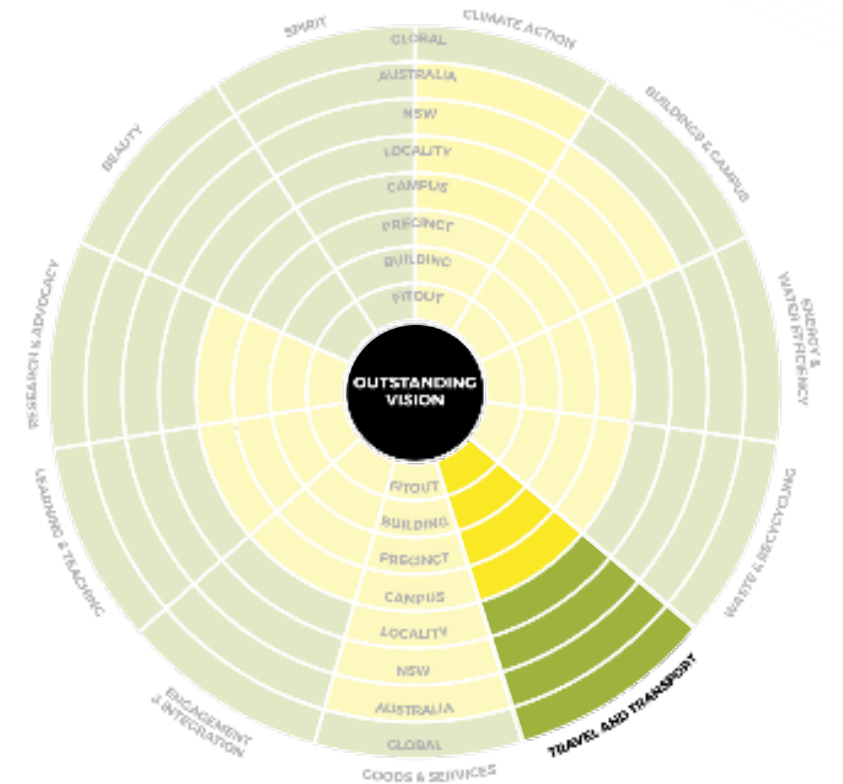 SPIRIT
CLIMATE ACTION
BUILDINGS & CAMPUS
ENERGY &
WATER EFFICIENCY
WASTE & RECYCYCLING
TRAVEL AND TRANSPORT
GOODS & SERVICES
ENGAGEMENT
& INTEGRATION
LEARNING & TEACHING
RESEARCH & ADVOCACY
BEAUTY
GLOBAL
AUSTRALIA
NSW
LOCALITY
CAMPUS
PRECINCT
BUILDING
FITOUT
OUTSTANDING
VISION
FITOUT
BUILDING
PRECINCT
CAMPUS
LOCALITY
NSW
AUSTRALIA
GLOBAL